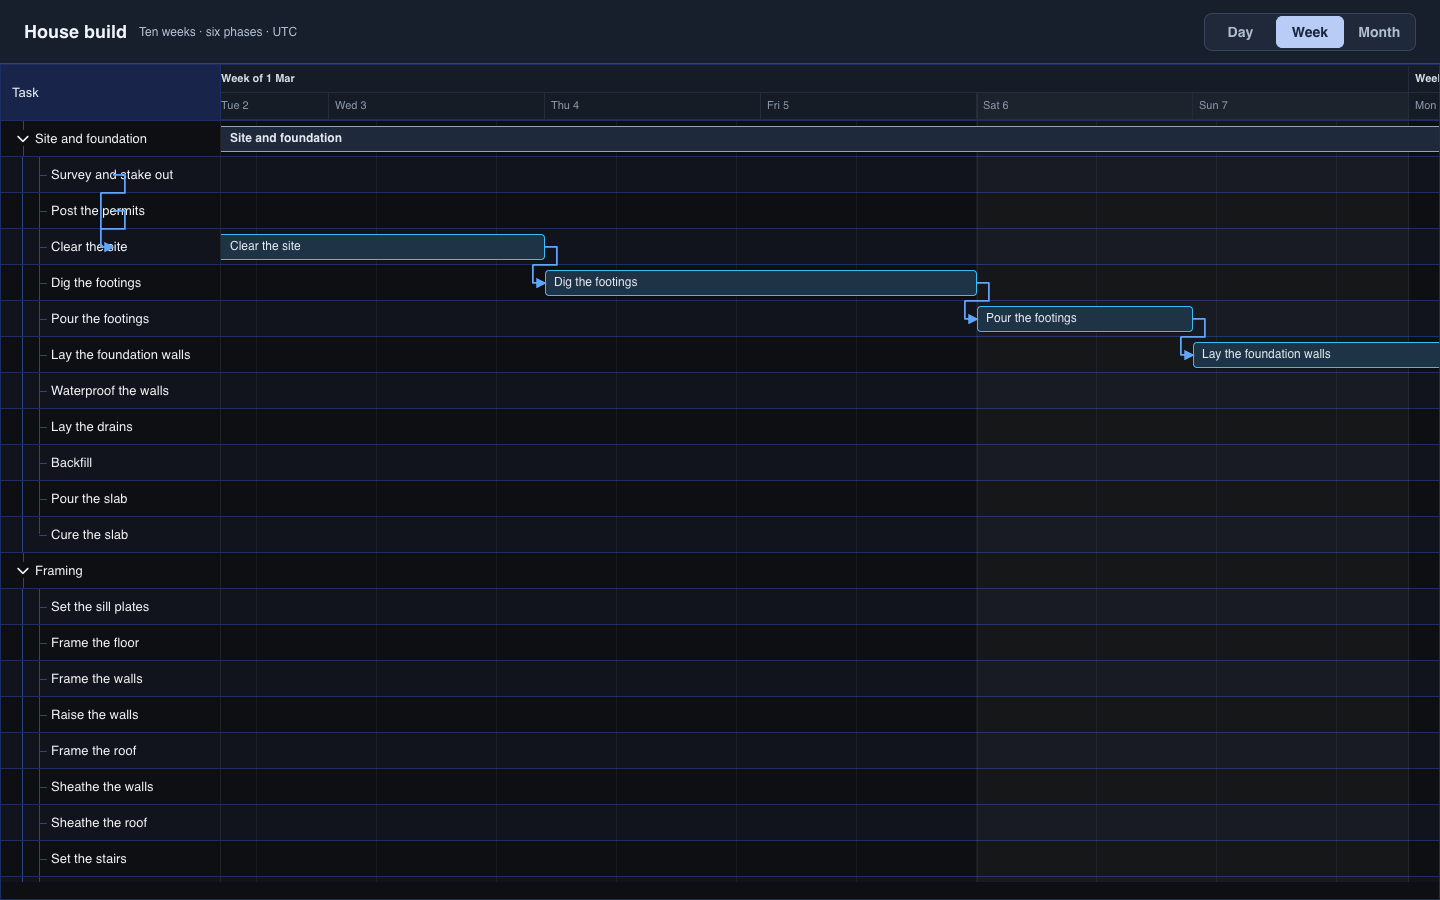 House build
Ten weeks · six phases · UTC
Day
Week
Month
Task
Week of 1 Mar
Tue 2
Wed 3
Thu 4
Fri 5
Sat 6
Sun 7
Mon
Site and foundation
Site and foundation
Survey and stake out
Post the permits
Clear the site
Clear the site
Dig the footings
Dig the footings
Pour the footings
Pour the footings
Lay the foundation walls
Lay the foundation walls
Waterproof the walls
Lay the drains
Backfill
Pour the slab
Cure the slab
Framing
Set the sill plates
Frame the floor
Frame the walls
Raise the walls
Frame the roof
Sheathe the walls
Sheathe the roof
Set the stairs